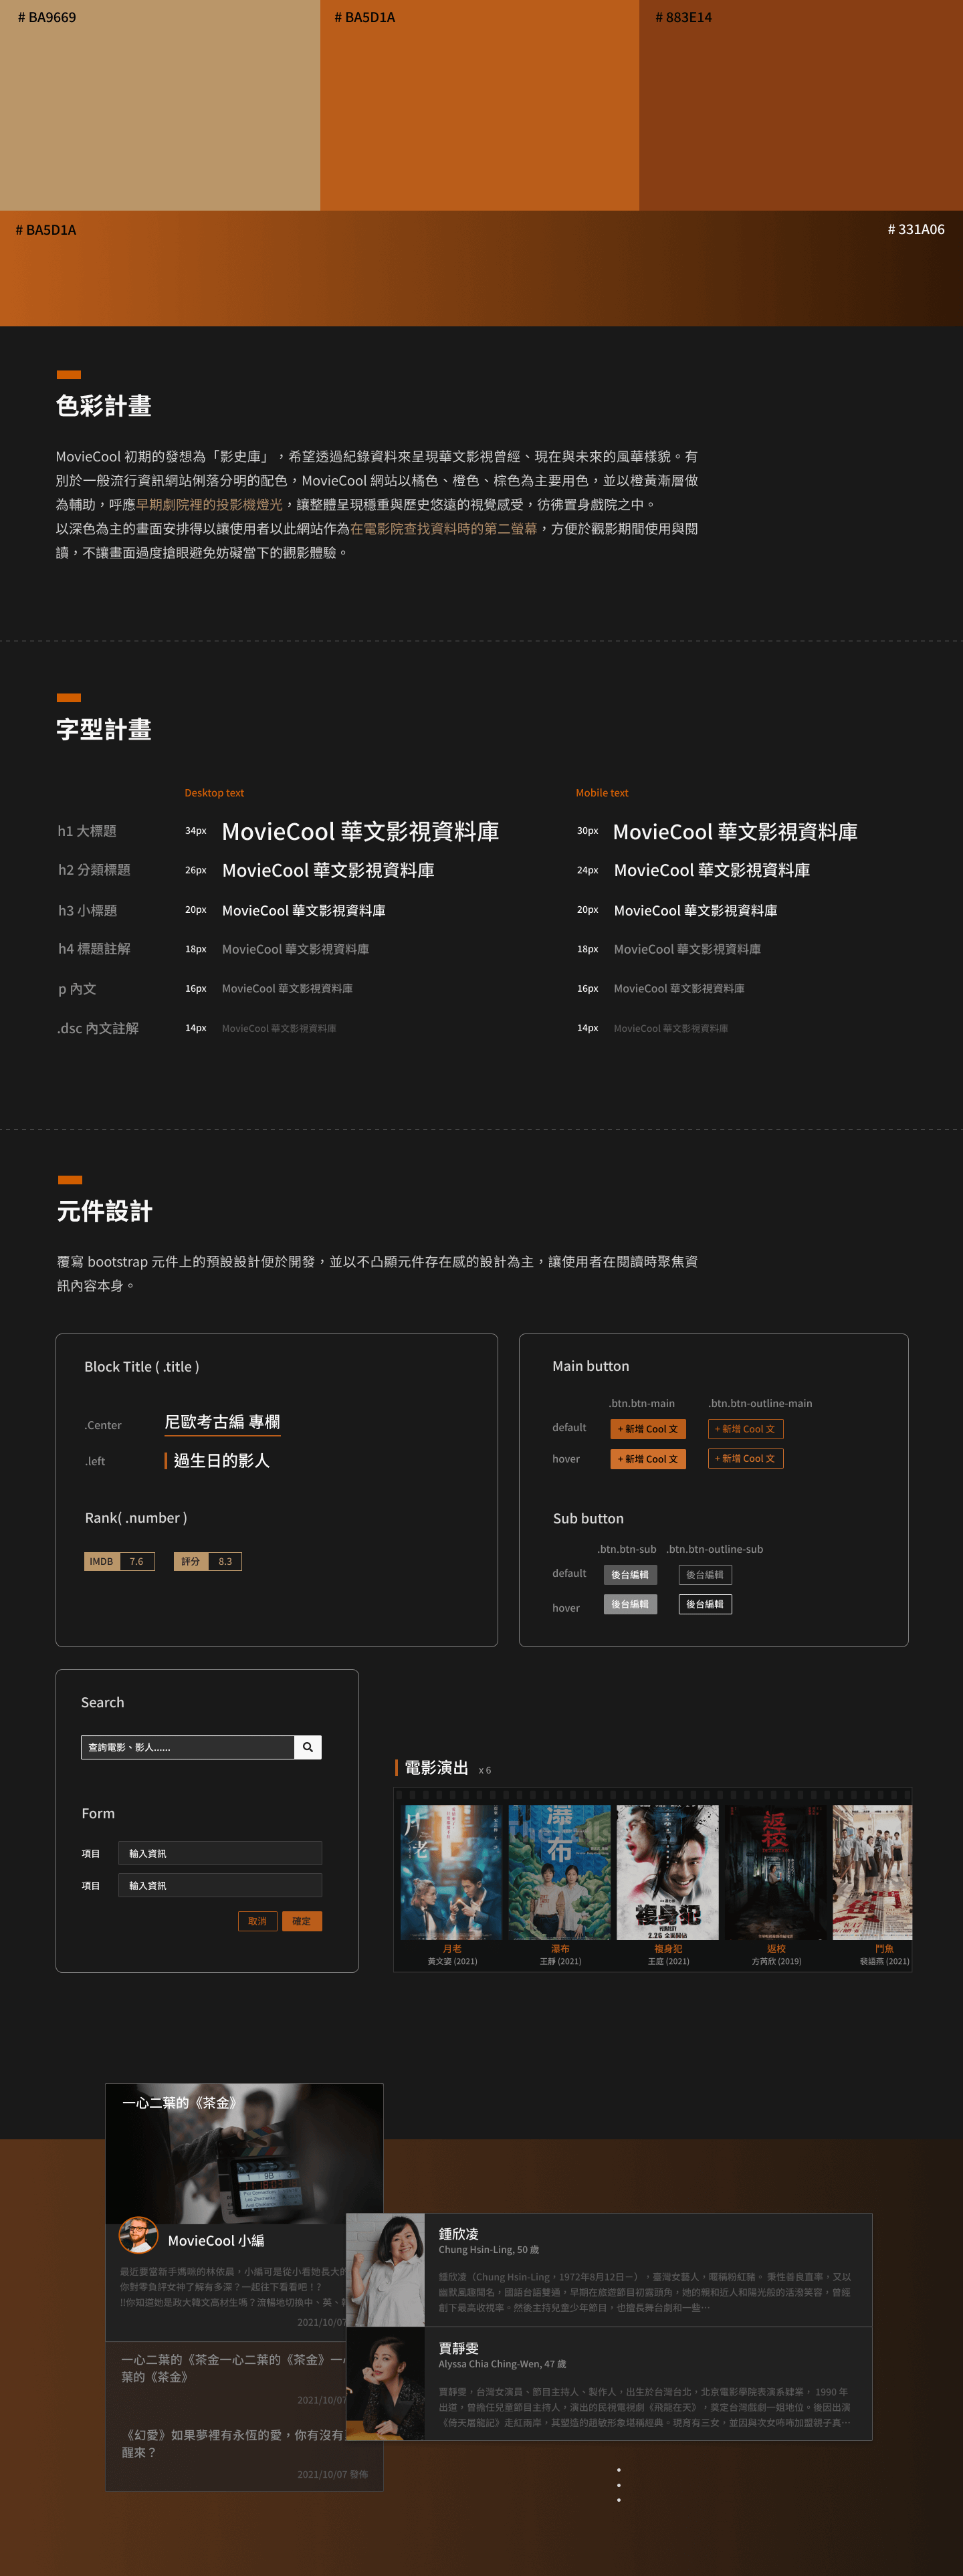 # BA9669
# BA5D1A
# 883E14
# BA5D1A
# 331A06
色彩計畫
MovieCool 初期的發想為「影史庫」，希望透過紀錄資料來呈現華文影視曾經、現在與未來的風華樣貌。有
別於一般流行資訊網站俐落分明的配色，MovieCool 網站以橘色、橙色、棕色為主要用色，並以橙黃漸層做
為輔助，呼應早期劇院裡的投影機燈光，讓整體呈現穩重與歷史悠遠的視覺感受，彷彿置身戲院之中。
以深色為主的畫面安排得以讓使用者以此網站作為在電影院查找資料時的第二螢幕，方便於觀影期間使用與閱
讀，不讓畫面過度搶眼避免妨礙當下的觀影體驗。
字型計畫
Desktop text
Mobile text
h1 大標題
34px
MovieCool 華文影視資料庫
30px
MovieCool 華文影視資料庫
h2 分類標題
26px
MovieCool 華文影視資料庫
24px
MovieCool 華文影視資料庫
h3 小標題
20px
MovieCool 華文影視資料庫
20px
MovieCool 華文影視資料庫
h4 標題註解
18px
MovieCool 華文影視資料庫
18px
MovieCool 華文影視資料庫
p 內文
16px
MovieCool 華文影視資料庫
16px
MovieCool 華文影視資料庫
.dsc 內文註解
14px
MovieCool 華文影視資料庫
14px
MovieCool 華文影視資料庫
元件設計
覆寫 bootstrap 元件上的預設設計便於開發，並以不凸顯元件存在感的設計為主，讓使用者在閱讀時聚焦資
訊內容本身。
Block Title ( .title )
.Center
尼歐考古編 專欄
.left
過生日的影人
Rank( .number )
IMDB
7.6
評分
8.3
Main button
.btn.btn-main
.btn.btn-outline-main
default
+ 新增 Cool 文
+ 新增 Cool 文
hover
+ 新增 Cool 文
+ 新增 Cool 文
Sub button
.btn.btn-sub
.btn.btn-outline-sub
default
後台編輯
後台編輯
hover
後台編輯
後台編輯
Search
查詢電影、影人......
Form
項目
輸入資訊
項目
輸入資訊
取消
確定
電影演出
x 6
月老
瀑布
複身犯
2.26 全面開佔
返校
月老
黃文姿 (2021)
瀑布
王靜 (2021)
複身犯
王庭 (2021)
返校
方芮欣 (2019)
鬥魚
裴語燕 (2021)
一心二葉的《茶金》
MovieCool 小編
最近要當新手媽咪的林依晨，小編可是從小看她長大的
你對零負評女神了解有多深？一起往下看看吧！？
!!你知道她是政大韓文高材生嗎？流暢地切換中、英、
2021/10/07
一心二葉的《茶金一心二葉的《茶金》一
葉的《茶金》
2021/10/07
《幻愛》如果夢裡有永恆的愛，你有沒有
醒來？
2021/10/07 發佈
鍾欣凌
Chung Hsin-Ling, 50 歲
鍾欣凌（Chung Hsin-Ling，1972年8月12日－），臺灣女藝人，暱稱粉紅豬。 秉性善良直率，又以
幽默風趣聞名，國語台語雙通，早期在旅遊節目初露頭角，她的親和近人和陽光般的活潑笑容，曾經
創下最高收視率。然後主持兒童少年節目，也擅長舞台劇和一些…
賈靜雯
Alyssa Chia Ching-Wen, 47 歲
賈靜雯，台灣女演員、節目主持人、製作人，出生於台灣台北，北京電影學院表演系肄業， 1990 年
出道，曾擔任兒童節目主持人，演出的民視電視劇《飛龍在天》，奠定台灣戲劇一姐地位。後因出演
《倚天屠龍記》走紅兩岸，其塑造的趙敏形象堪稱經典。現育有三女，並因與次女咘咘加盟親子真…